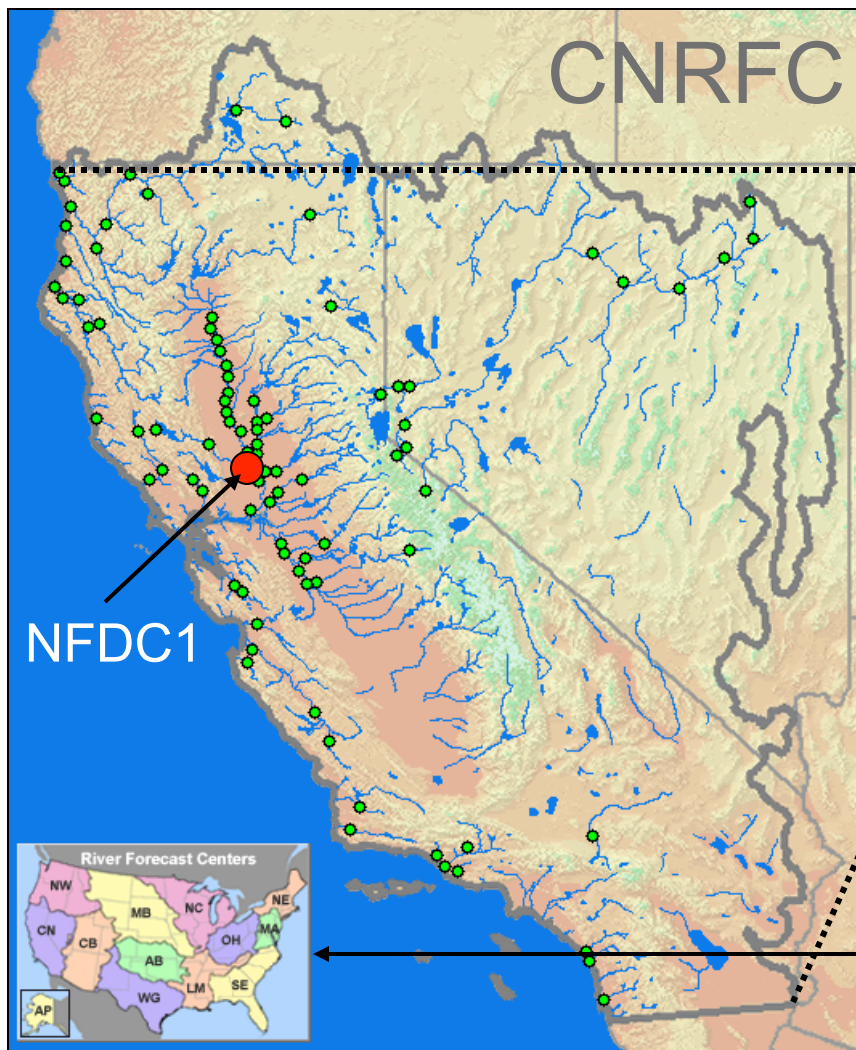 CNRFC
NFDC1
River Forecast Centers
NW
MB
NC
NE
CN
CB
AB
OH
MA
WG
LM
SE
AP